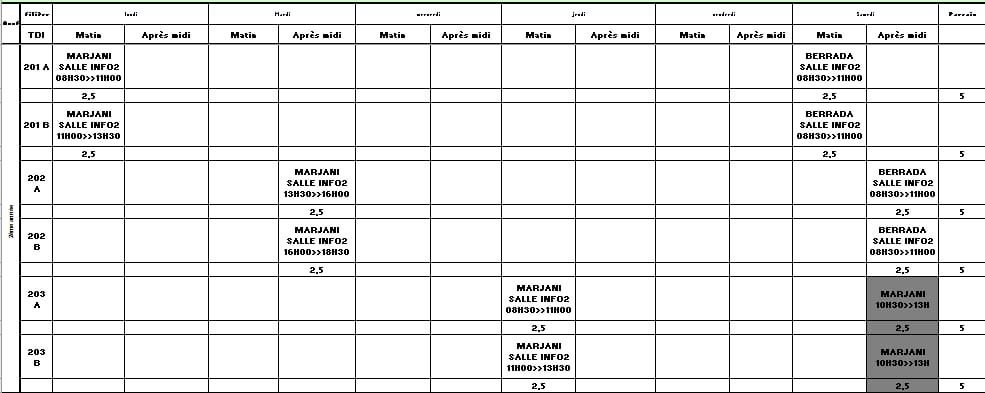 filière lundi Mardi mercredi jeudi vendredi Samedi
TDI Matin Après midi Matin Après midi Matin Après midi Matin Après midi Matin Après midi Matin Après midi
2ème année
201 A
MARJANI
SALLE INFO2
08H30>>11H00
BERRADA
SALLE INFO2
08H30>>11H00
2,5 2,5 5
201 B
MARJANI
SALLE INFO2
11H00>>13H30
BERRADA
SALLE INFO2
08H30>>11H00
2,5 2,5 5
202
A
MARJANI
SALLE INFO2
13H30>>16H00
BERRADA
SALLE INFO2
08H30>>11H00
2,5 2,5 5
202
B
MARJANI
SALLE INFO2
16H00>>18H30
BERRADA
SALLE INFO2
08H30>>11H00
2,5 2,5 5
203
A
MARJANI
SALLE INFO2
08H30>>11H00
MARJANI
10H30>>13H
2,5 2,5 5
203
B
MARJANI
SALLE INFO2
11H00>>13H30
MARJANI
10H30>>13H
2,5 2,5 5